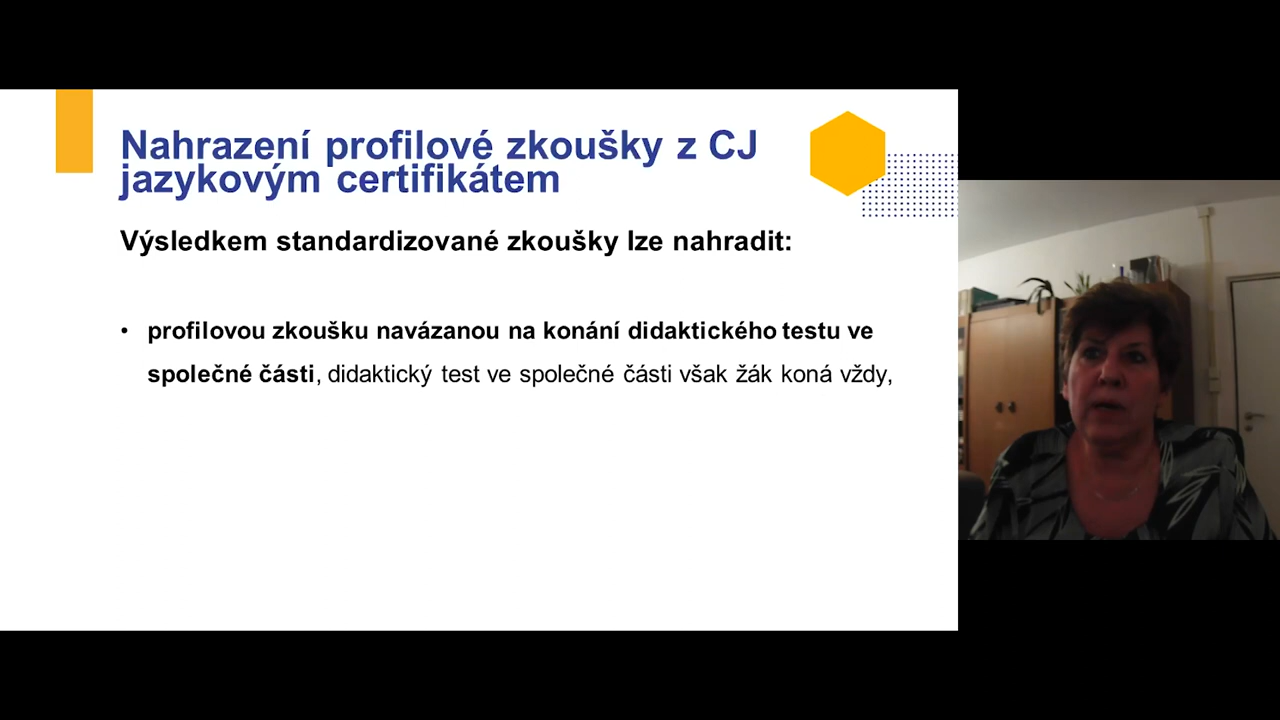 Nahrazení profilové zkoušky z CJ
jazykovým certifikátem
Výsledkem standardizované zkoušky lze nahradit:
• profilovou zkoušku navázanou na konání didaktického testu ve
společné části, didaktický test ve společné části však žák koná vždy,